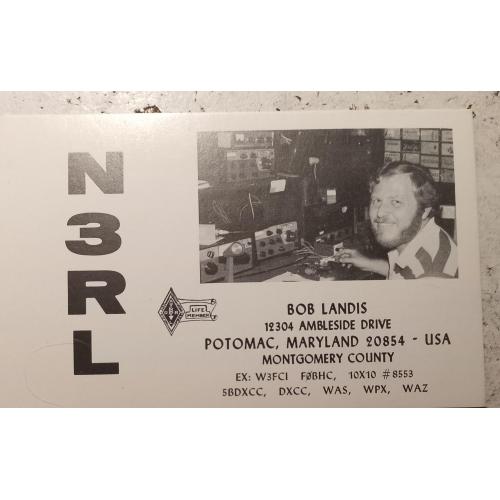 N3RL
LIFE
MEMBER
BOB LANDIS
12304 AMBLESIDE DRIVE
POTOMAC, MARYLAND 20854 - USA
MONTGOMERY COUNTY
EX: W3FCI FØBHC, 10X10 #8553
5BDXCC, DXCC, WAS, WPX, WAZ